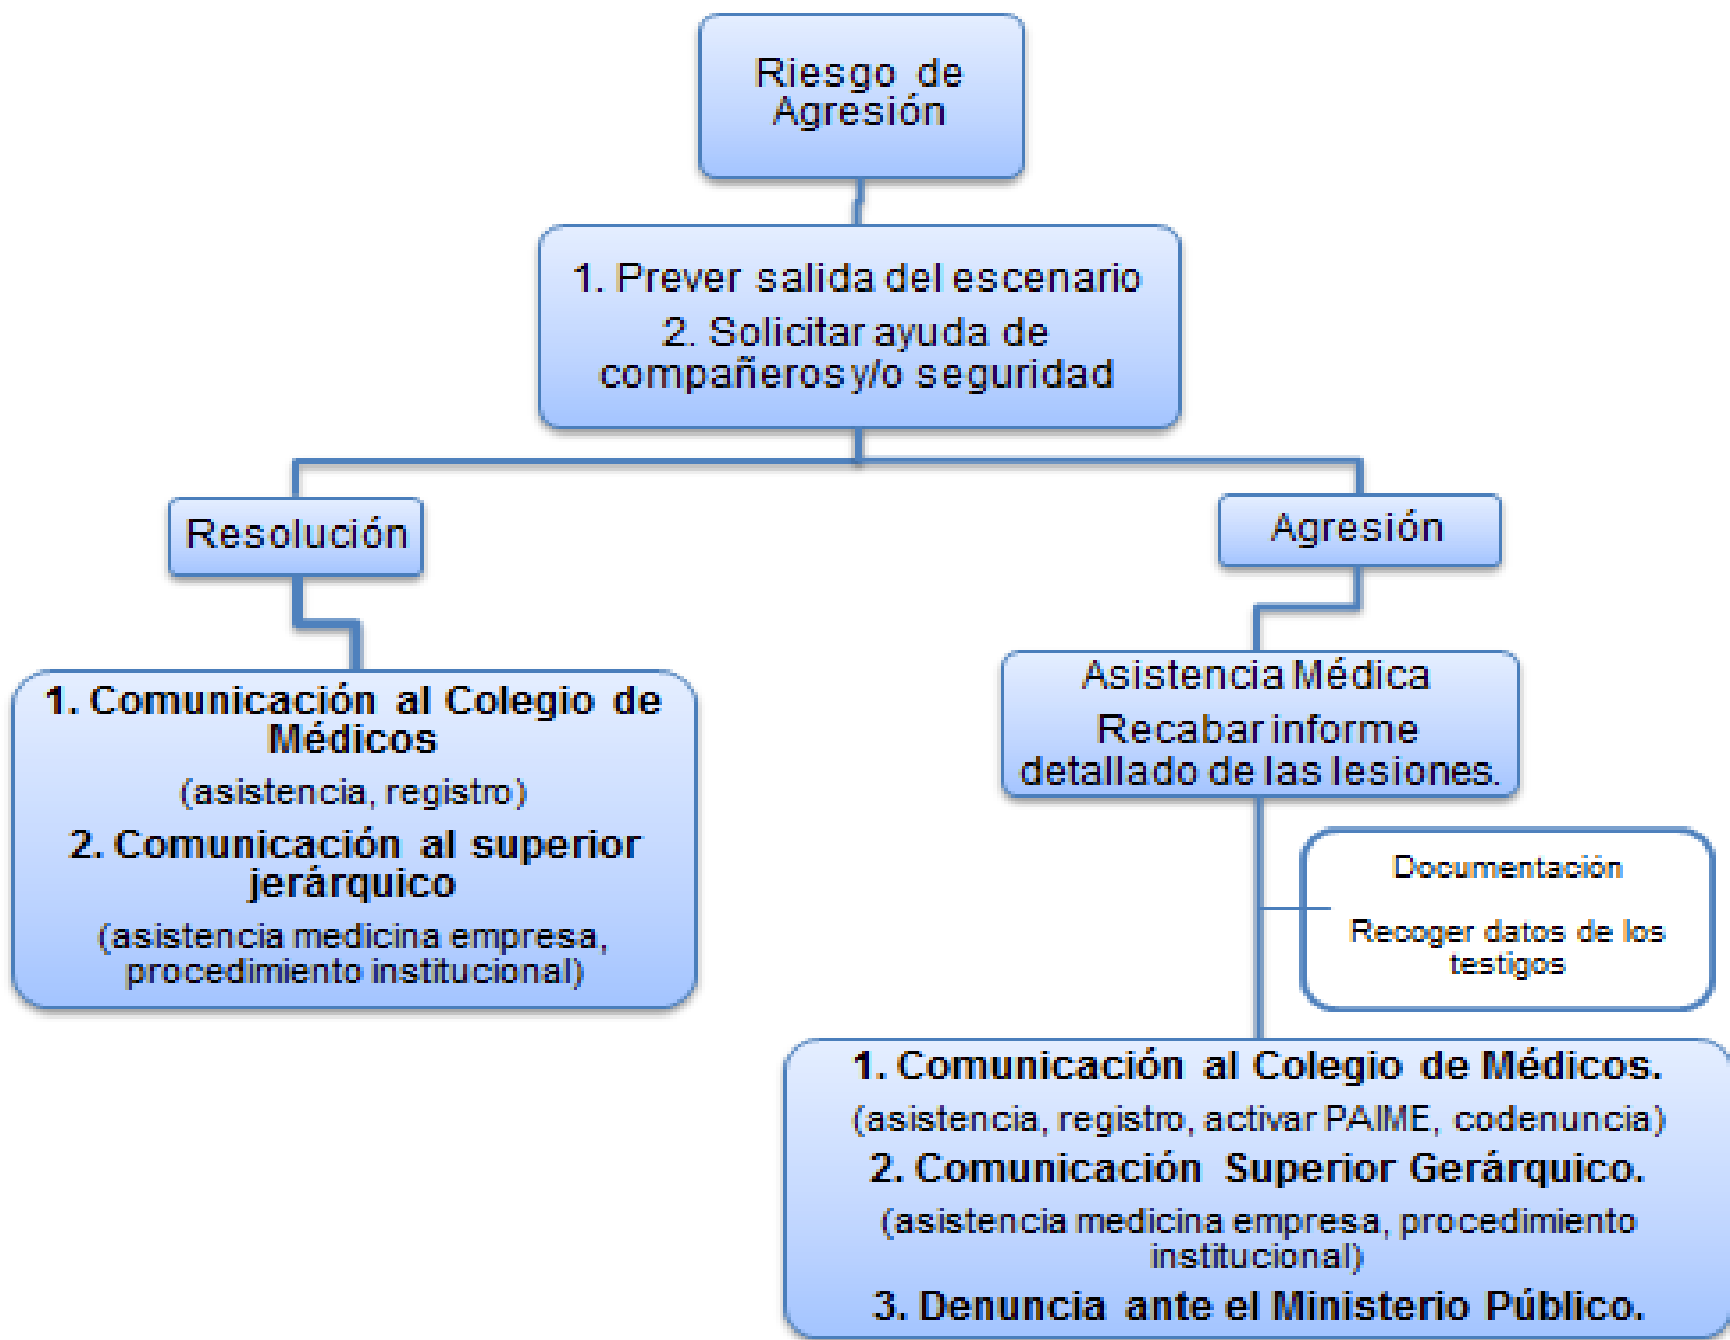 Riesgo de
Agresión
1. Prever salida del escenario
2. Solicitar ayuda de
compañeros y/o seguridad
Resolución
Agresión
1. Comunicación al Colegio de
Médicos
(asistencia, registro)
2. Comunicación al superior
jerárquico
(asistencia medicina empresa,
procedimiento institucional)
Asistencia Médica
Recabar informe
detallado de las lesiones.
Documentación
Recoger datos de los
testigos
1. Comunicación al Colegio de Médicos.
(asistencia, registro, activar PAIME, codenuncia)
2. Comunicación Superior Gerárquico.
(asistencia medicina empresa, procedimiento
institucional)
3. Denuncia ante el Ministerio Público.